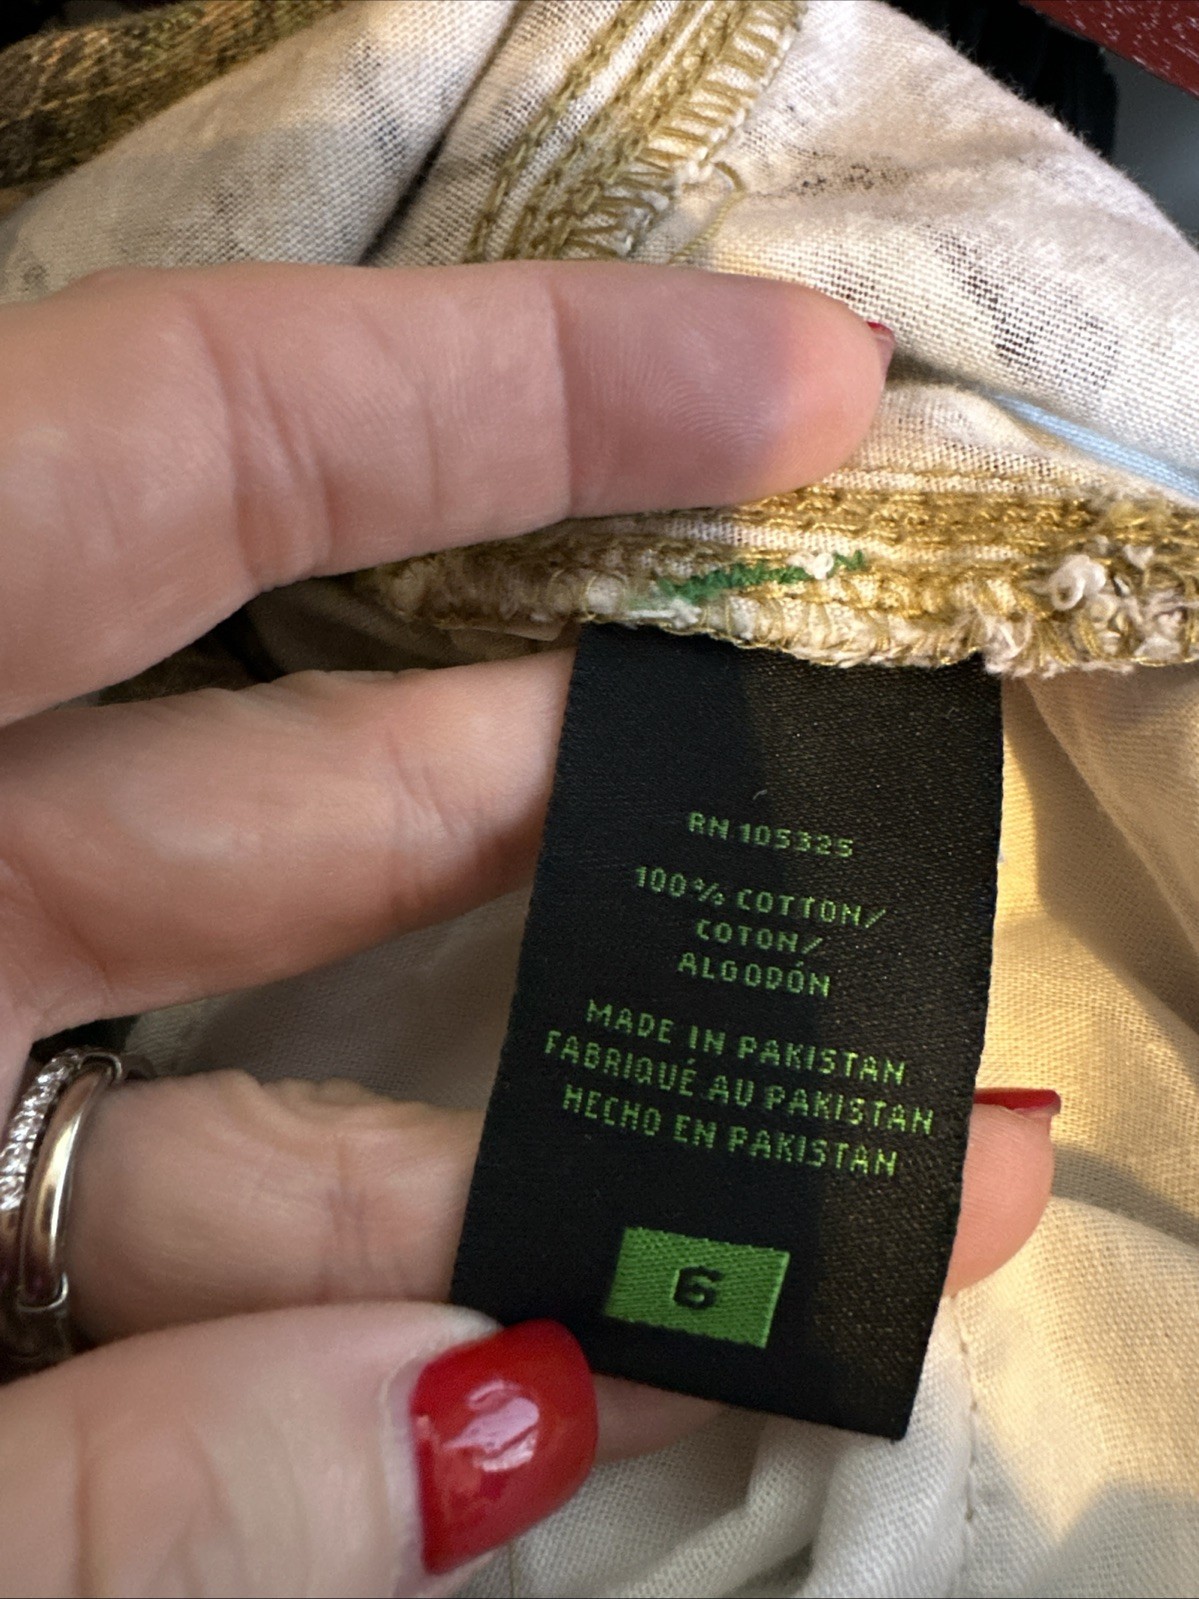 RN 105325
100% COTTON/
COTON/
ALGODÓN
MADE IN PAKISTAN
FABRIQUÉ AU PAKISTAN
HECHO EN PAKISTAN
6